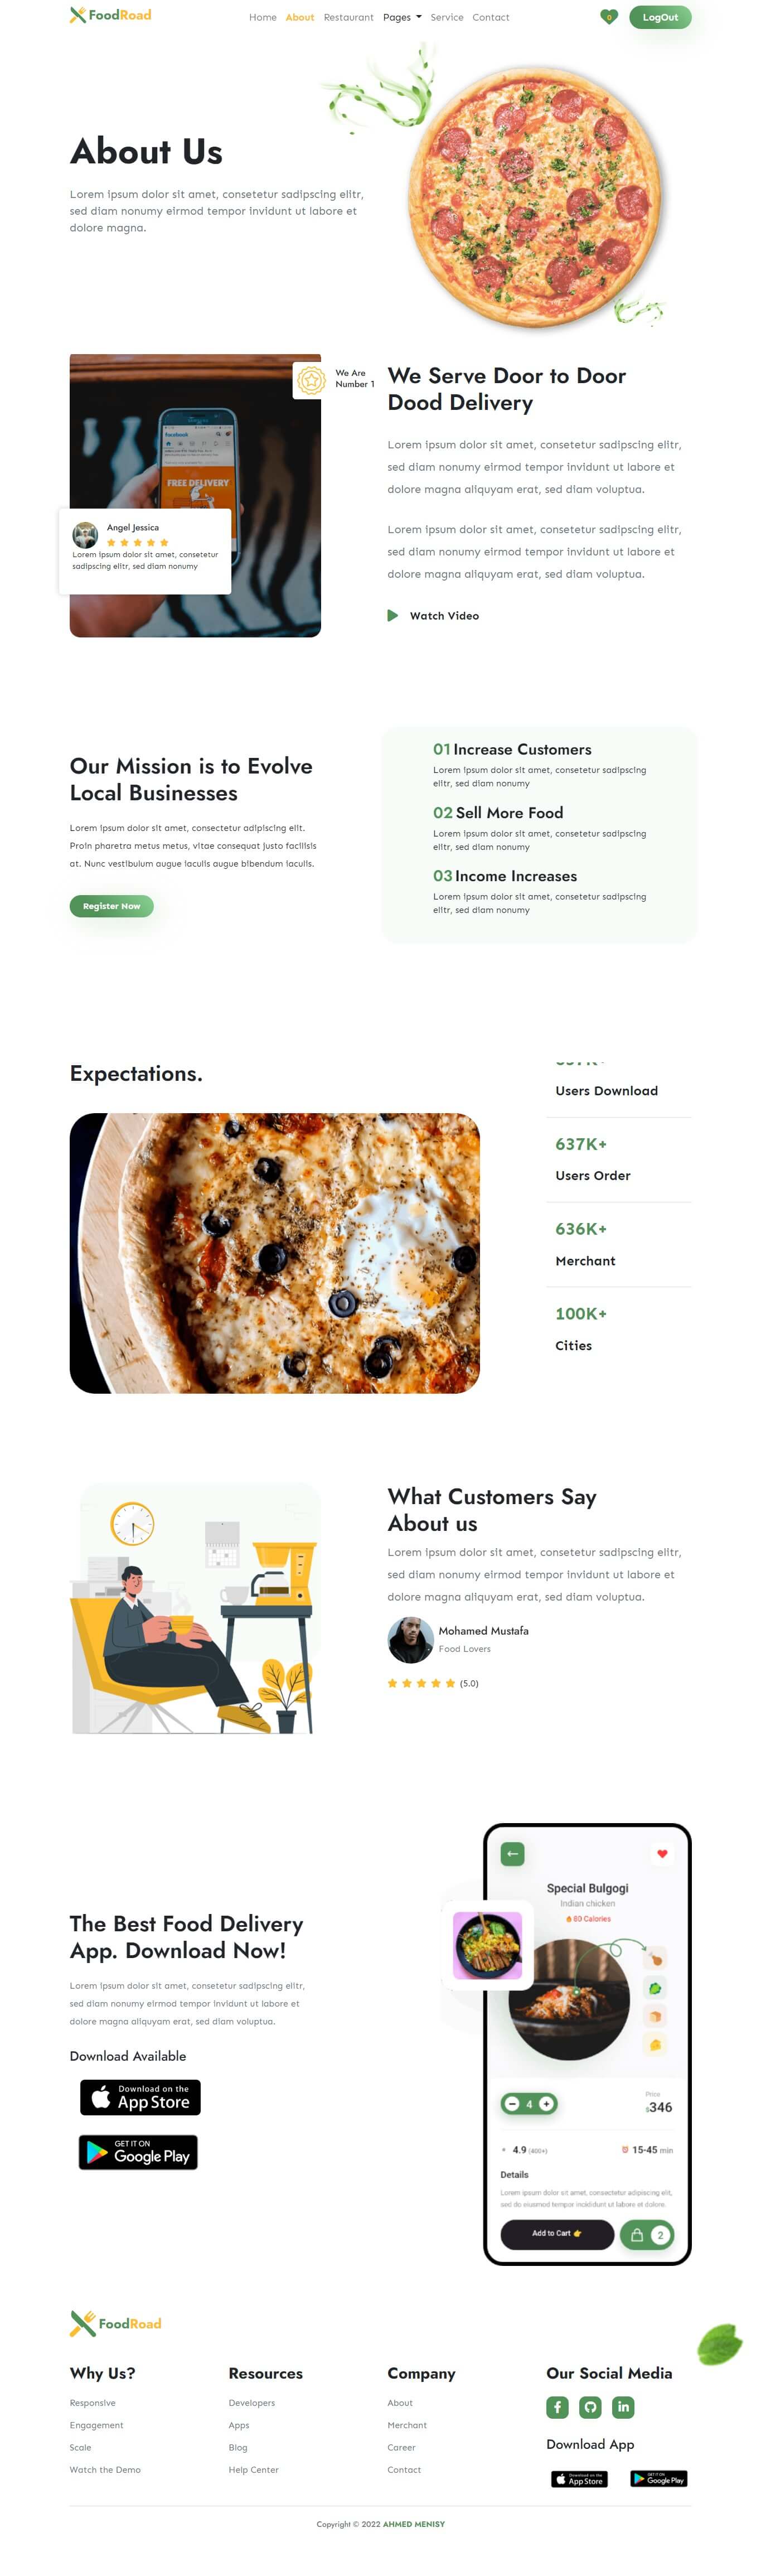 FoodRoad
Home About Restaurant Pages Service Contact
0
LogOut
About Us
Lorem ipsum dolor sit amet, consetetur sadipscing elitr,
sed diam nonumy eirmod tempor invidunt ut labore et
dolore magna.
We Are
Number 1
facebook
FREE DELIVERY
Angel Jessica
Lorem ipsum dolor sit amet, consetetur
sadipscing elitr, sed diam nonumy
We Serve Door to Door
Dood Delivery
Lorem ipsum dolor sit amet, consetetur sadipscing elitr,
sed diam nonumy eirmod tempor invidunt ut labore et
dolore magna aliquyam erat, sed diam voluptua.
Lorem ipsum dolor sit amet, consetetur sadipscing elitr,
sed diam nonumy eirmod tempor invidunt ut labore et
dolore magna aliquyam erat, sed diam voluptua.
Watch Video
Our Mission is to Evolve
Local Businesses
Lorem ipsum dolor sit amet, consectetur adipiscing elit.
Proin pharetra metus metus, vitae consequat justo facilisis
at. Nunc vestibulum augue iaculis augue bibendum iaculis.
Register Now
01 Increase Customers
Lorem ipsum dolor sit amet, consetetur sadipscing
elitr, sed diam nonumy
02 Sell More Food
Lorem ipsum dolor sit amet, consetetur sadipscing
elitr, sed diam nonumy
03 Income Increases
Lorem ipsum dolor sit amet, consetetur sadipscing
elitr, sed diam nonumy
Expectations.
Users Download
637K+
Users Order
636K+
Merchant
100K+
Cities
What Customers Say
About us
Lorem ipsum dolor sit amet, consetetur sadipscing elitr,
sed diam nonumy eirmod tempor invidunt ut labore et
dolore magna aliquyam erat, sed diam voluptua.
Mohamed Mustafa
Food Lovers
(5.0)
The Best Food Delivery
App. Download Now!
Lorem ipsum dolor sit amet, consetetur sadipscing elitr,
sed diam nonumy eirmod tempor invidunt ut labore et
dolore magna aliquyam erat, sed diam voluptua.
Download Available
Download on the
App Store
GET IT ON
Google Play
Special Bulgogi
Indian chicken
80 Calories
4
Price
$346
4.9 (400+)
15-45 min
Details
Lorem ipsum dolor sit amet, consectetur adipiscing elit,
sed do eiusmod tempor incididunt ut labore et dolore.
Add to Cart
2
FoodRoad
Why Us?
Responsive
Engagement
Scale
Watch the Demo
Resources
Developers
Apps
Blog
Help Center
Company
About
Merchant
Career
Contact
Our Social Media
Download App
Download on the
App Store
GET IT ON
Google Play
Copyright © 2022 AHMED MENISY